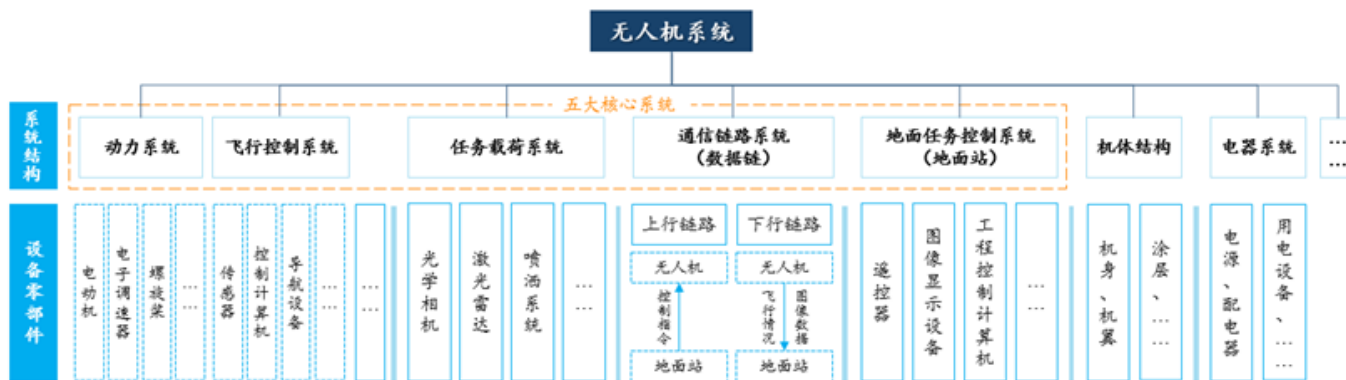 无人机系统
五大核心系统
系统结构
动力系统
飞行控制系统
任务载荷系统
通信链路系统
(数据链)
地面任务控制系统
(地面站)
机体结构
电器系统
……
设备零部件
电动机
电子调速器
螺旋桨
……
传感器
控制计算机
导航设备
……
……
光学相机
激光雷达
喷洒系统
……
上行链路
无人机
控制指令
地面站
下行链路
无人机
飞行情况
图像数据
地面站
遥控器
图像显示设备
工程控制计算机
……
机身、机翼
涂层、……
电源、配电器
用电设备、……